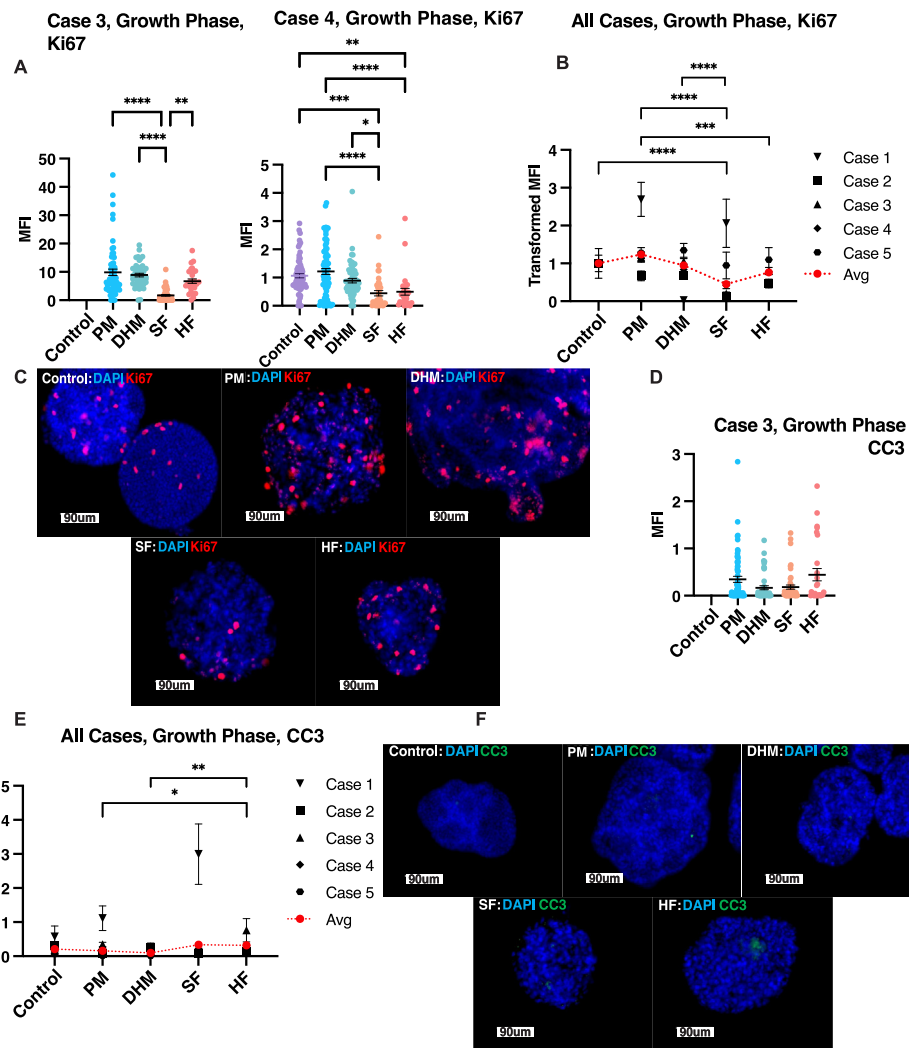 Case 3, Growth Phase,
Ki67
Case 4, Growth Phase, Ki67
All Cases, Growth Phase, Ki67
A
**
****
****
**
***
****
*
****
50
40
30
20
10
0
MFI
Control
PM
DHM
SF
HF
5
4
3
2
1
0
MFI
Control
PM
DHM
SF
HF
B
****
****
***
****
4
3
2
1
0
Transformed MFI
Control
PM
DHM
SF
HF
Case 1
Case 2
Case 3
Case 4
Case 5
Avg
C
Control:DAPI Ki67
90um
PM:DAPI Ki67
90um
DHM:DAPI Ki67
90um
SF:DAPI Ki67
90um
HF:DAPI Ki67
90um
D
Case 3, Growth Phase
CC3
3
2
1
0
MFI
Control
PM
DHM
SF
HF
E
All Cases, Growth Phase, CC3
**
*
5
4
3
2
1
0
Control
PM
DHM
SF
HF
Case 1
Case 2
Case 3
Case 4
Case 5
Avg
F
Control:DAPI CC3
90um
PM:DAPI CC3
90um
DHM:DAPI CC3
90um
SF:DAPI CC3
90um
HF:DAPI CC3
90um